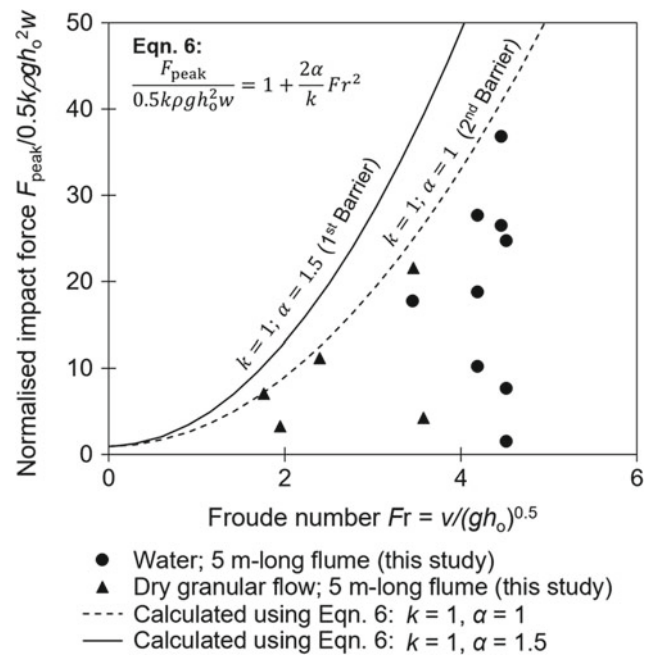 50
40
30
20
10
0
0
2
4
6
Normalised impact force F_peak/0.5kρgh_o^2w
Eqn. 6:
F_peak/0.5kρgh_o^2w = 1 + 2α/k Fr^2
k = 1; α = 1.5 (1st Barrier)
k = 1; α = 1 (2nd Barrier)
Froude number Fr = v/(gh_o)^0.5
Water; 5 m-long flume (this study)
Dry granular flow; 5 m-long flume (this study)
Calculated using Eqn. 6: k = 1, α = 1
Calculated using Eqn. 6: k = 1, α = 1.5